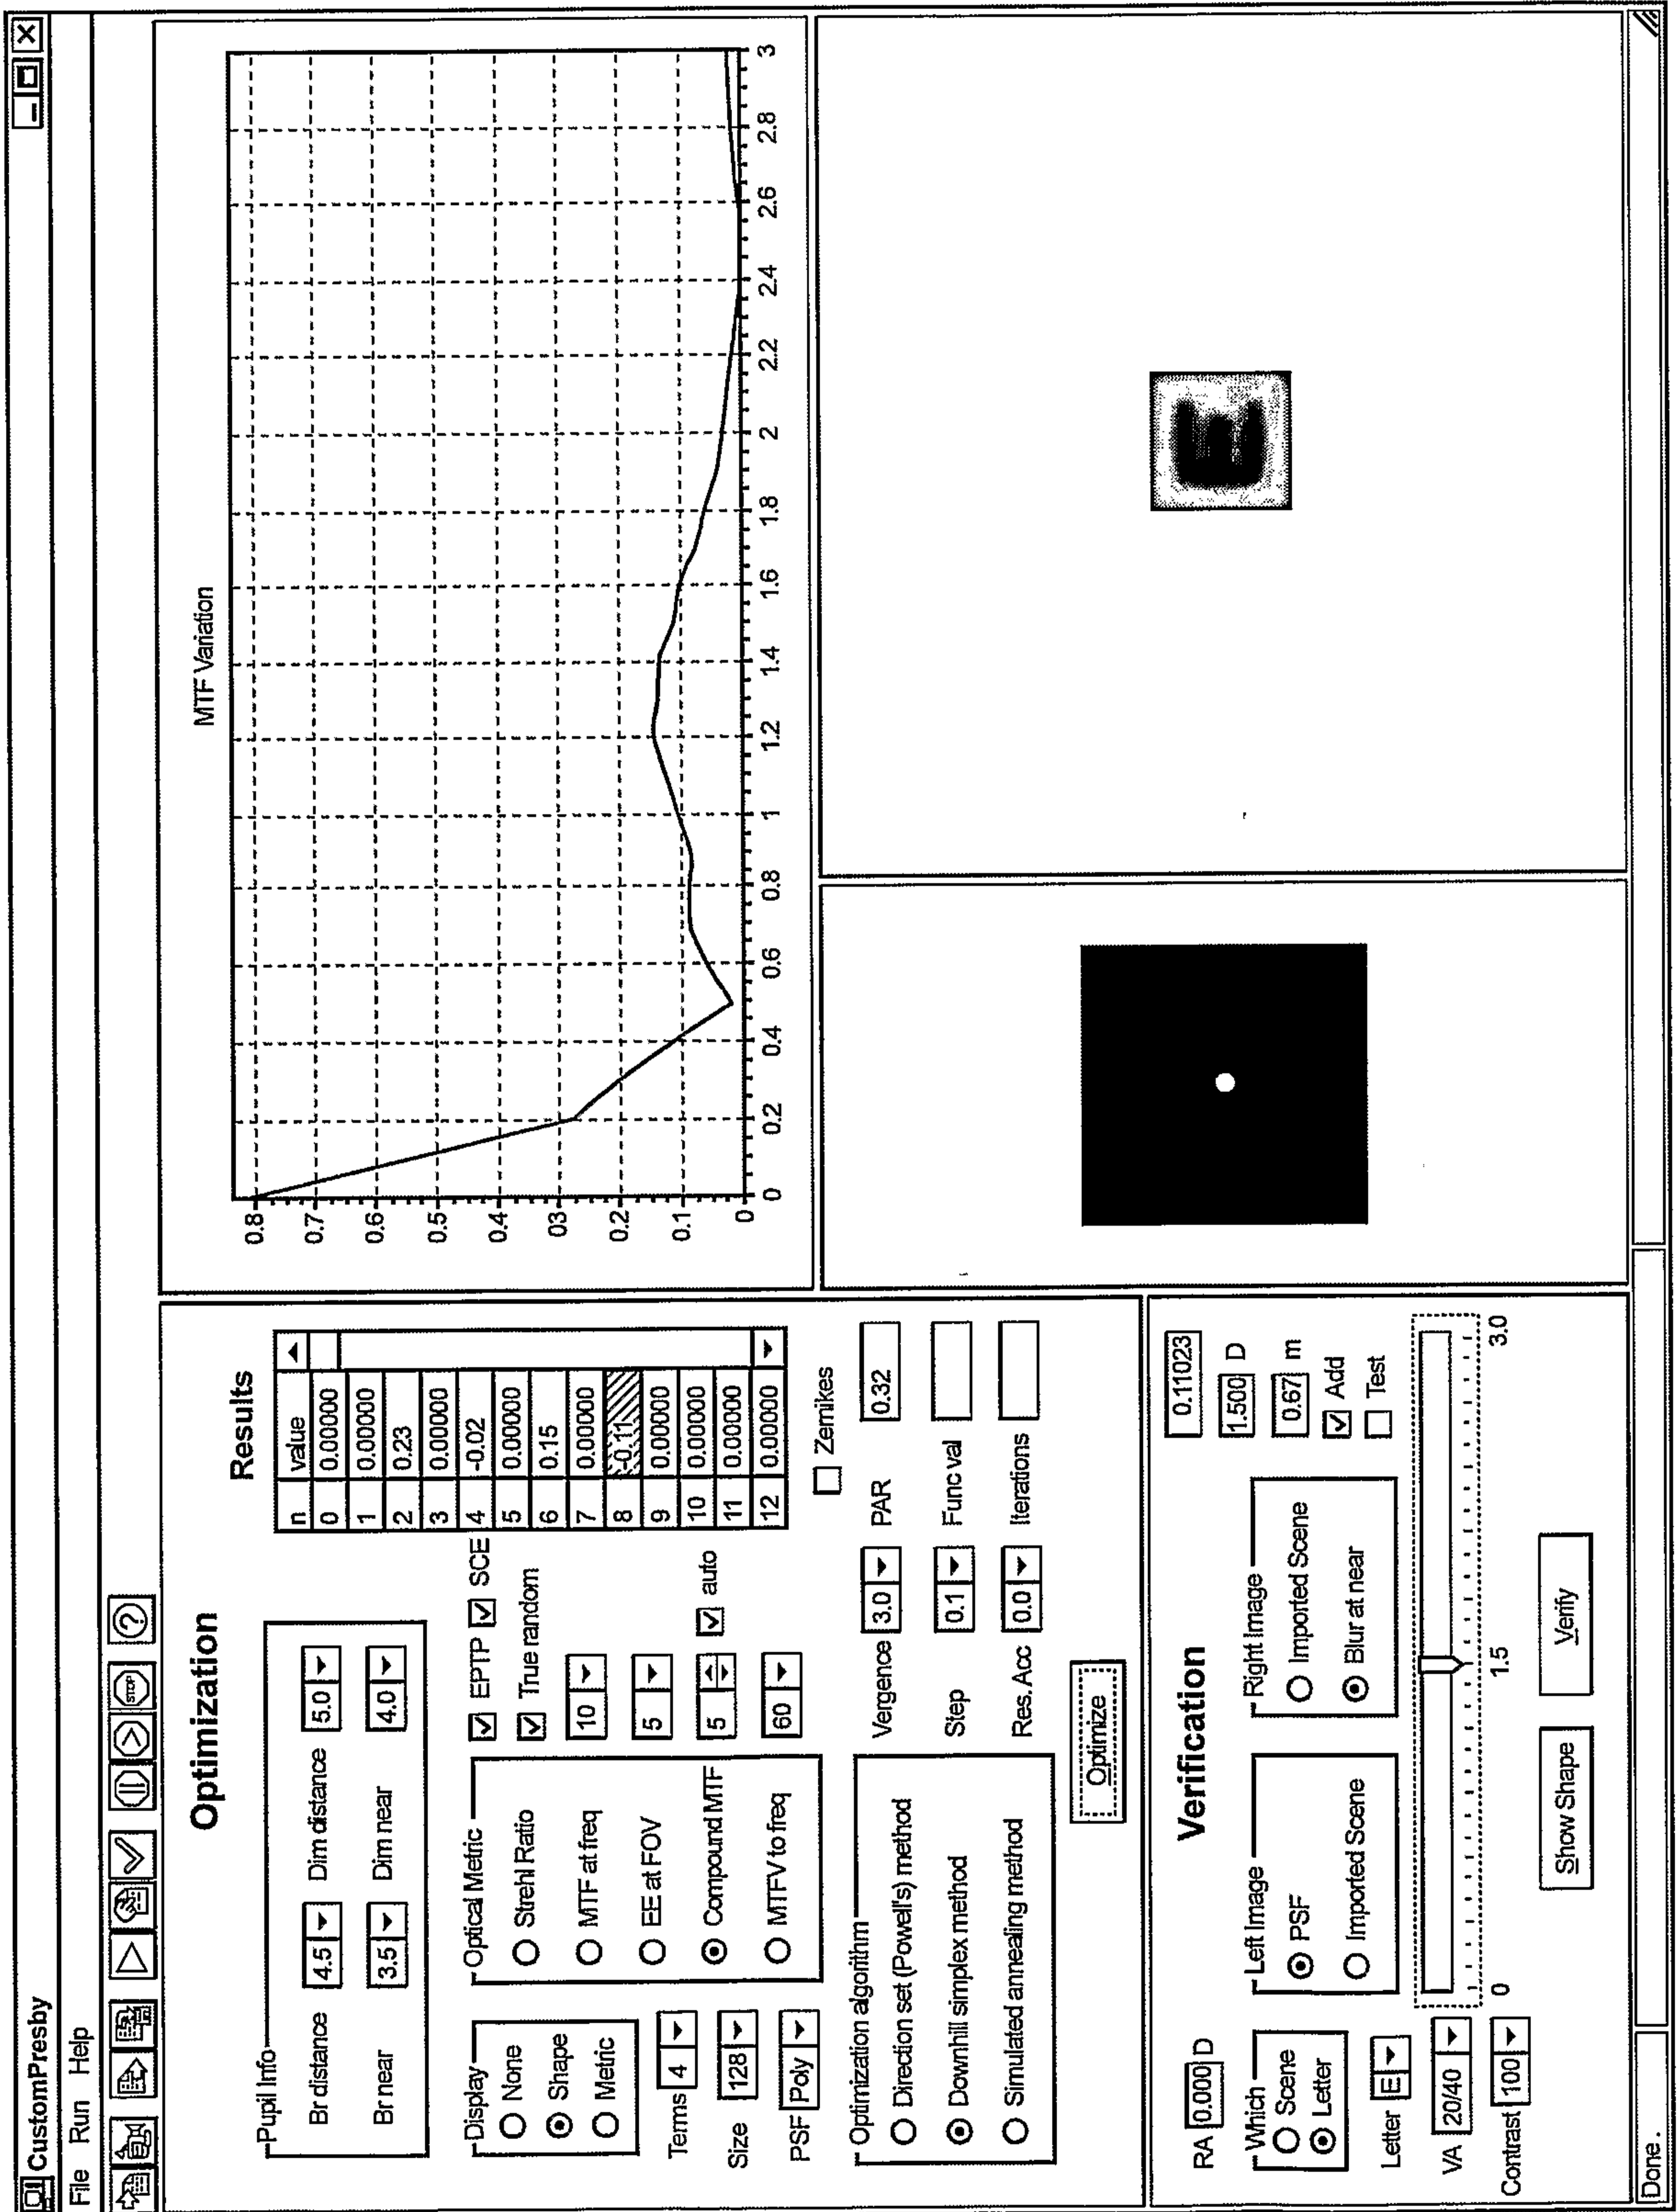 CustomPresby
File Run Help
STOP
?
Optimization
Pupil Info
Br distance 4.5 Dim distance 5.0
Br near 3.5 Dim near 4.0
Display
None
Shape
Metric
Terms 4
Size 128
PSF Poly
Optical Metric
Strehl Ratio
MTF at freq
EE at FOV
Compound MTF
MTFV to freq
EPTP SCE
True random
10
5
5 auto
60
Results
n value
0 0.00000
1 0.00000
2 0.23
3 0.00000
4 -0.02
5 0.00000
6 0.15
7 0.00000
8 -0.11
9 0.00000
10 0.00000
11 0.00000
12 0.00000
Zernikes
Optimization algorithm
Direction set (Powell's) method
Downhill simplex method
Simulated annealing method
Vergence 3.0 PAR 0.32
Step 0.1 Func val
Res. Acc 0.0 Iterations
Optimize
Verification
RA 0.000 D
Which
Scene
Letter
Letter E
VA 20/40
Contrast 100
Left Image
PSF
Imported Scene
Right Image
Imported Scene
Blur at near
0.11023
1.500 D
0.67 m
Add
Test
0 1.5 3.0
Show Shape Verify
MTF Variation
0.8
0.7
0.6
0.5
0.4
03
0.2
0.1
0
0 0.2 0.4 0.6 0.8 1 1.2 1.4 1.6 1.8 2 2.2 2.4 2.6 2.8 3
E
Done.